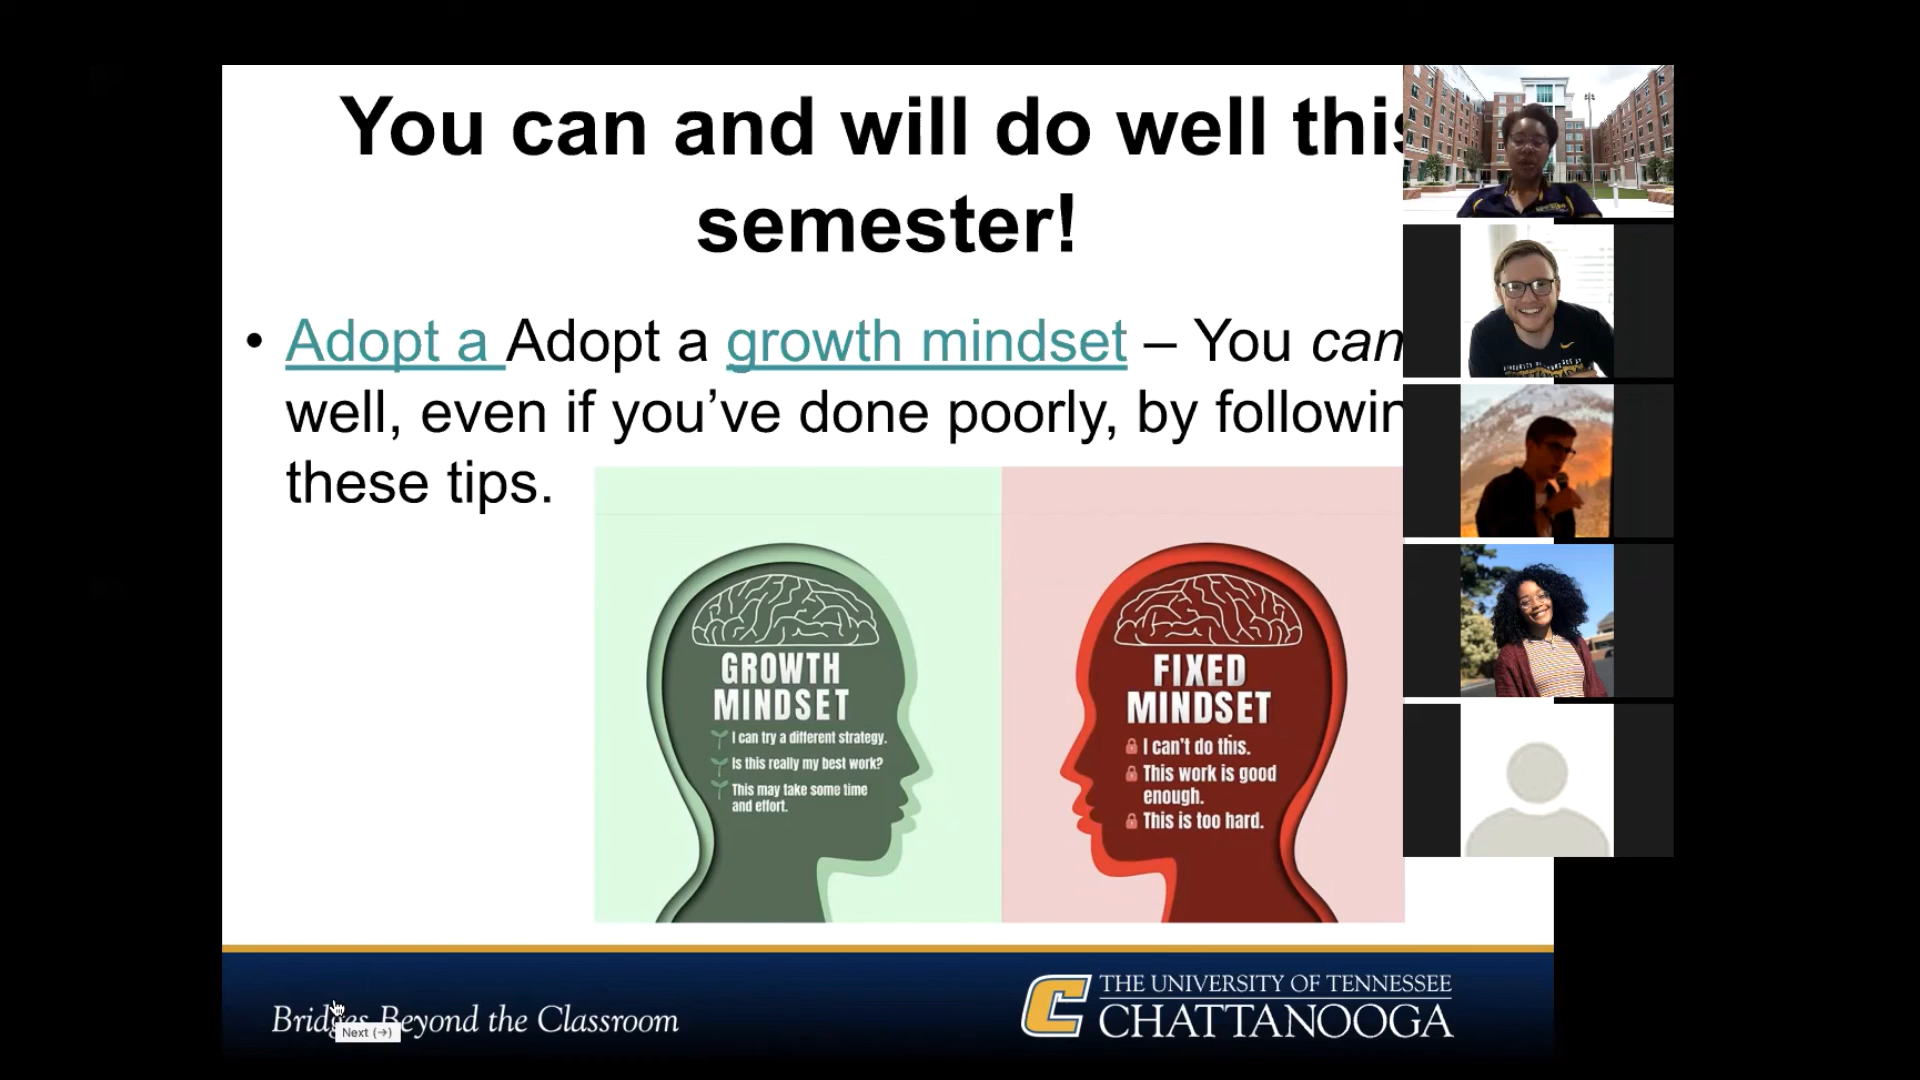 You can and will do well this
semester!
• Adopt a Adopt a growth mindset – You can
well, even if you’ve done poorly, by followin
these tips.
GROWTH
MINDSET
I can try a different strategy.
Is this really my best work?
This may take some time
and effort.
FIXED
MINDSET
I can't do this.
This work is good
enough.
This is too hard.
Bridges Beyond the Classroom
Next (→)
C
THE UNIVERSITY OF TENNESSEE
CHATTANOOGA